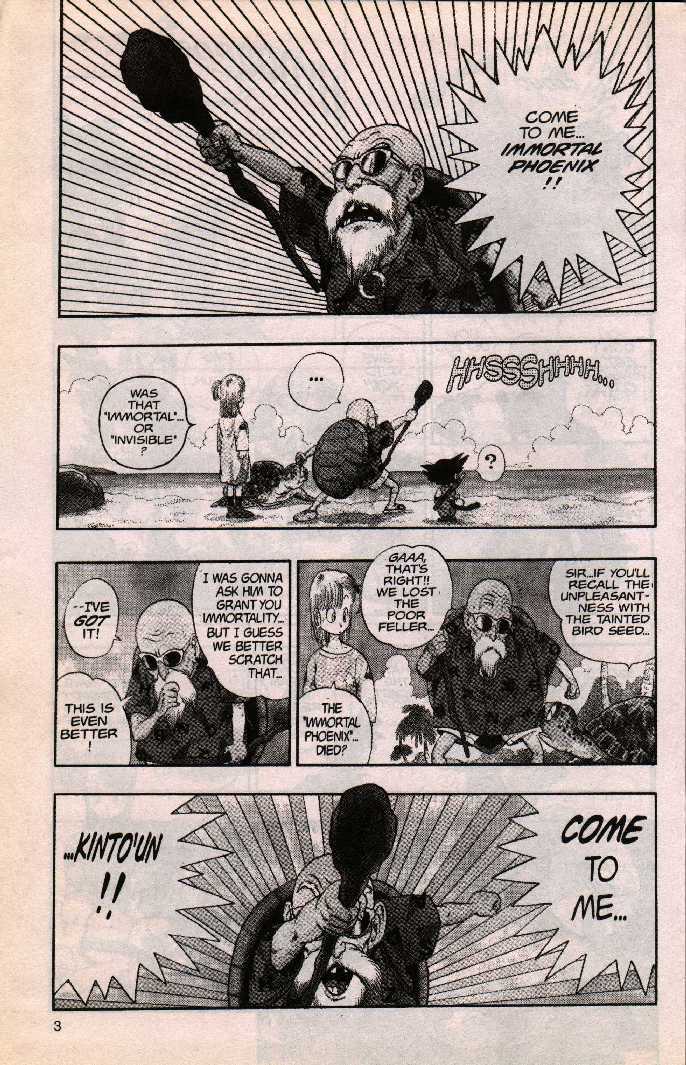 COME
TO ME...
IMMORTAL
PHOENIX
!!
HHSSSHHHH...
?
...
WAS
THAT
"IMMORTAL"...
OR
"INVISIBLE"
?
SIR...IF YOU'LL
RECALL THE
UNPLEASANT-
NESS WITH
THE TAINTED
BIRD SEED...
GAAA,
THAT'S
RIGHT!!
WE LOST
THE
POOR
FELLER...
THE
"IMMORTAL
PHOENIX"...
DIED?
I WAS GONNA
ASK HIM TO
GRANT YOU
IMMORTALITY...
BUT I GUESS
WE BETTER
SCRATCH
THAT...
--I'VE
GOT
IT!
THIS IS
EVEN
BETTER
!
COME
TO
ME...
...KINTO'UN
!!
3